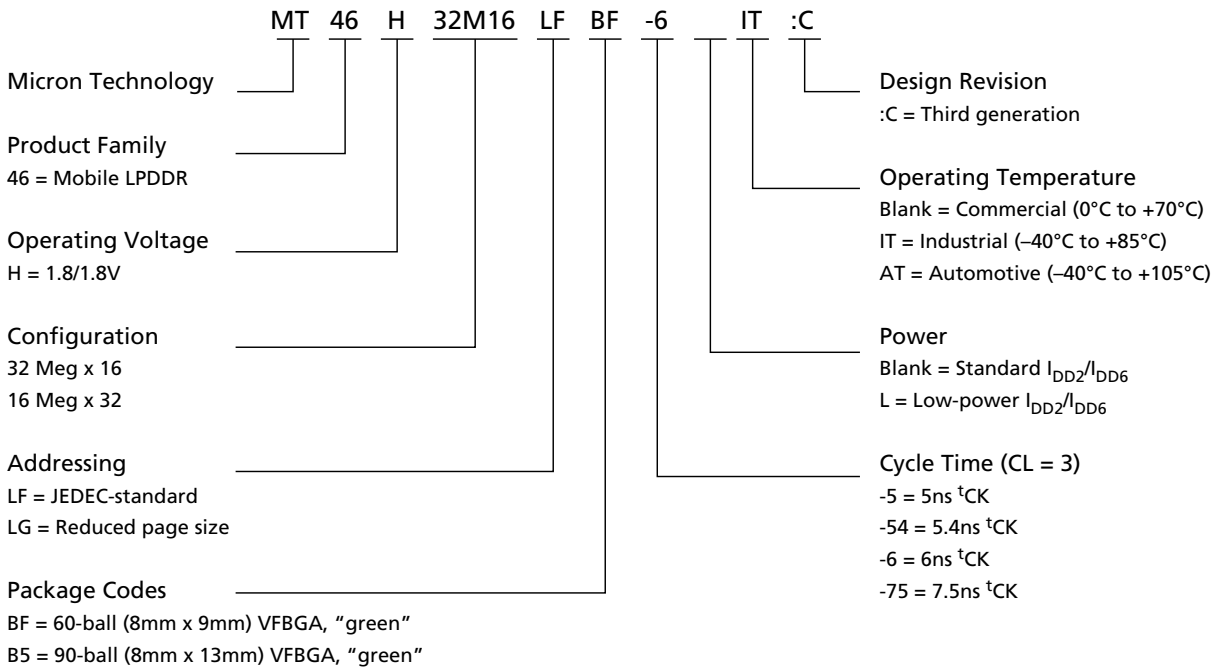 MT 46 H 32M16 LF BF -6 IT :C
Micron Technology
Product Family
46 = Mobile LPDDR
Operating Voltage
H = 1.8/1.8V
Configuration
32 Meg x 16
16 Meg x 32
Addressing
LF = JEDEC-standard
LG = Reduced page size
Package Codes
BF = 60-ball (8mm x 9mm) VFBGA, “green”
B5 = 90-ball (8mm x 13mm) VFBGA, “green”
Design Revision
:C = Third generation
Operating Temperature
Blank = Commercial (0°C to +70°C)
IT = Industrial (–40°C to +85°C)
AT = Automotive (–40°C to +105°C)
Power
Blank = Standard IDD2/IDD6
L = Low-power IDD2/IDD6
Cycle Time (CL = 3)
-5 = 5ns tCK
-54 = 5.4ns tCK
-6 = 6ns tCK
-75 = 7.5ns tCK